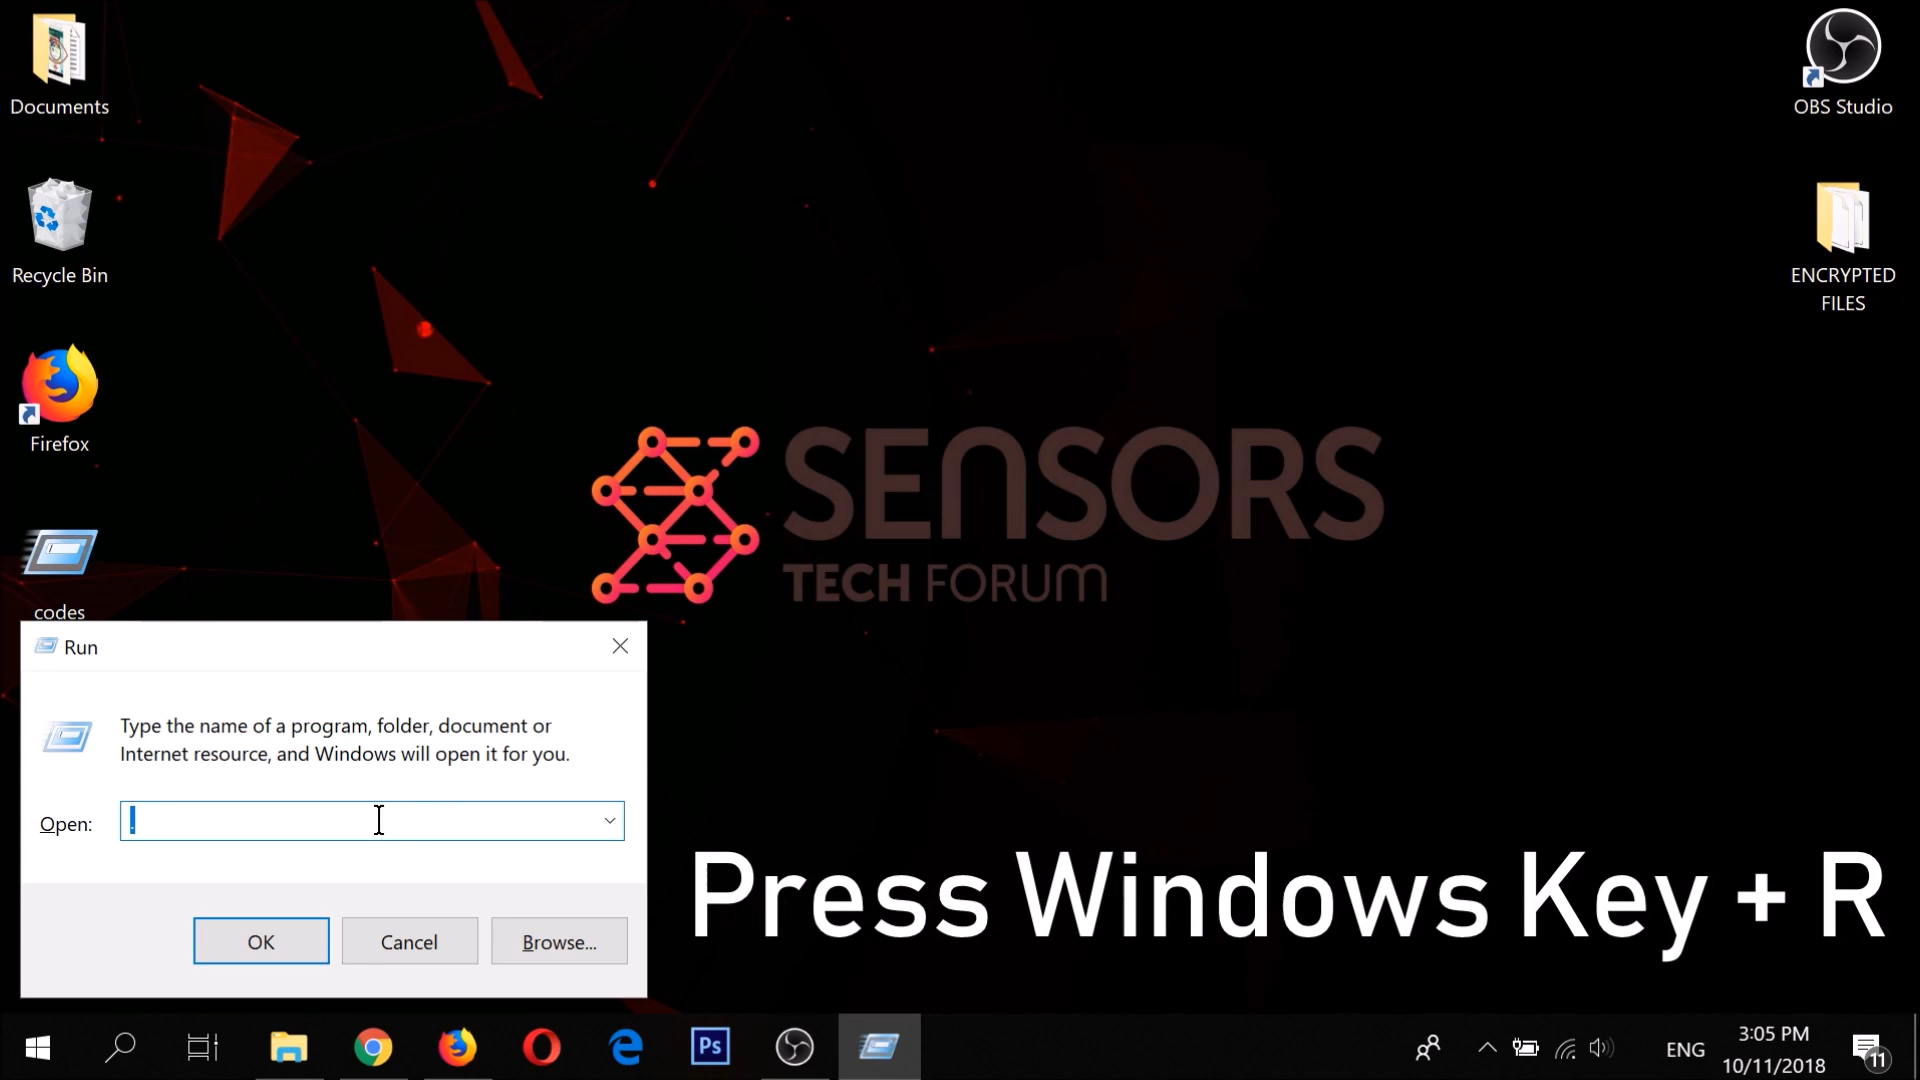 Documents
OBS Studio
Recycle Bin
ENCRYPTED
FILES
Firefox
SENSORS
TECH FORUM
codes
Run
Type the name of a program, folder, document or
Internet resource, and Windows will open it for you.
Open:
.
OK
Cancel
Browse...
Press Windows Key + R
Ps
ENG
3:05 PM
10/11/2018
11